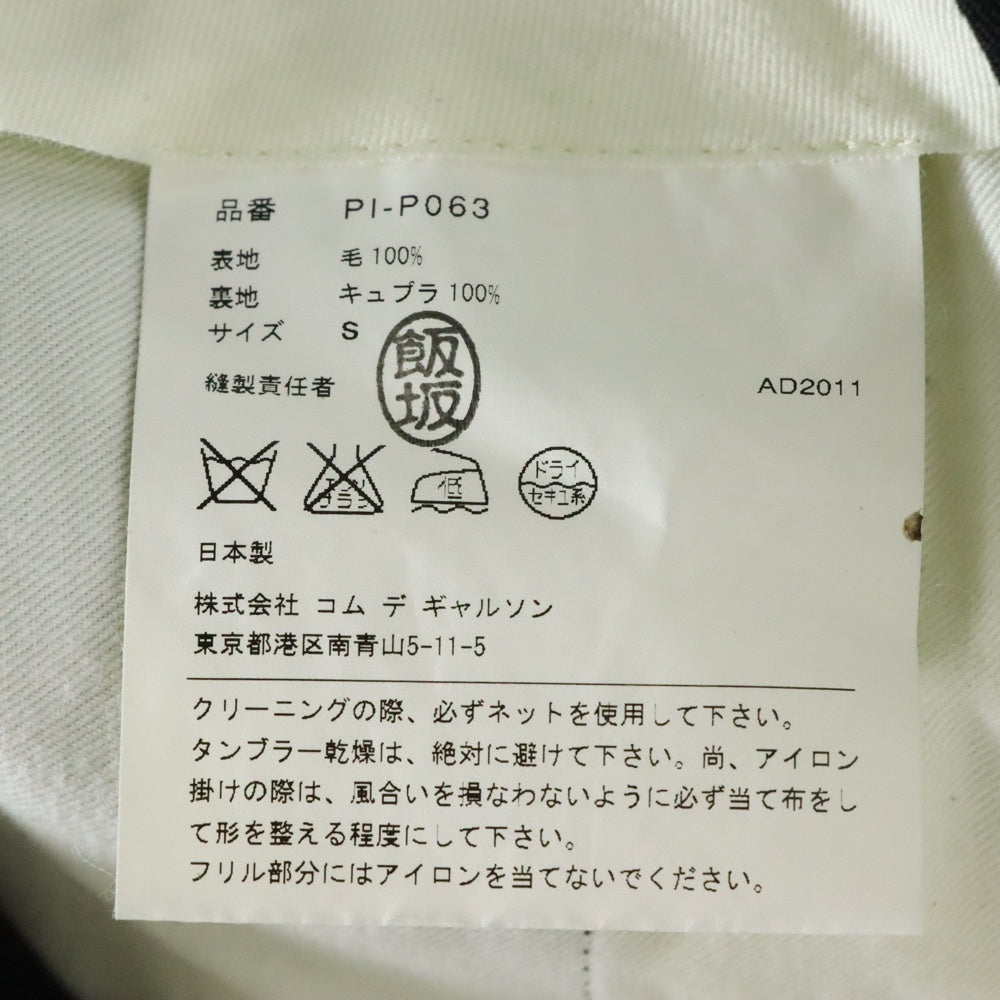 品番 PI-P063
表地 毛 100%
裏地 キュプラ 100%
サイズ S
縫製責任者 飯坂 AD2011
エンソ
サラシ
低
ドライ
セキユ系
日本製
株式会社 コム デ ギャルソン
東京都港区南青山5-11-5
クリーニングの際、必ずネットを使用して下さい。
タンブラー乾燥は、絶対に避けて下さい。尚、アイロン
掛けの際は、風合いを損なわないように必ず当て布をし
て形を整える程度にして下さい。
フリル部分にはアイロンを当てないでください。